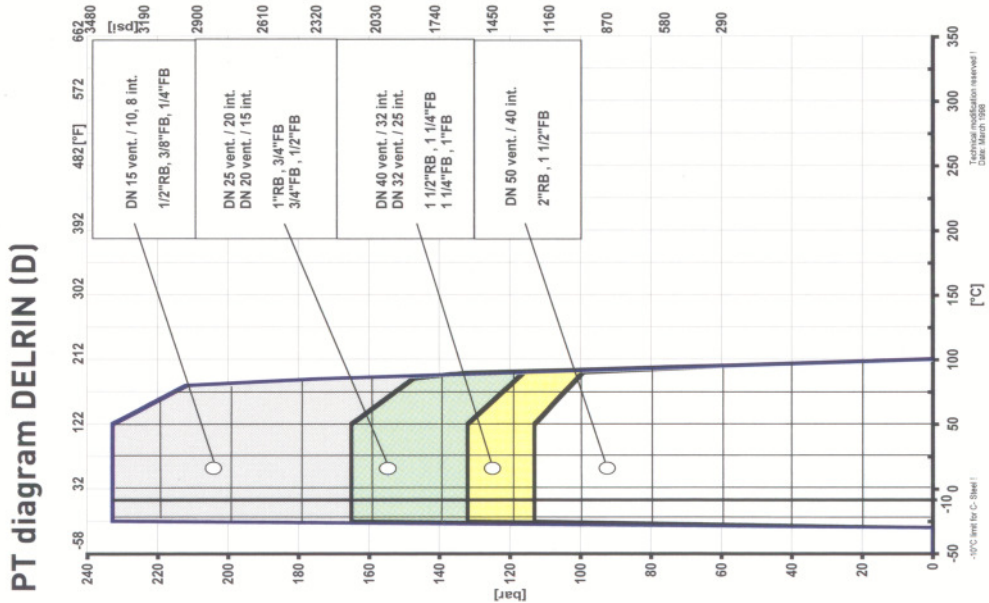 PT diagram DELRIN (D)
-58 32 122 212 302 392 482 [°F] 572 662
3480
[psi]
3190
2900
2610
2320
2030
1740
1450
1160
870
580
290
DN 15 vent. / 10, 8 int.
1/2"RB, 3/8"FB, 1/4"FB
DN 25 vent. / 20 int.
DN 20 vent. / 15 int.
1"RB , 3/4"FB
3/4"FB , 1/2"FB
DN 40 vent. / 32 int.
DN 32 vent. / 25 int.
1 1/2"RB , 1 1/4"FB
1 1/4"FB , 1"FB
DN 50 vent. / 40 int.
2"RB , 1 1/2"FB
240
220
200
180
160
140
120
[bar]
100
80
60
40
20
0
-50 -10 0 50 100 150 200 250 300 350
[°C]
-10°C limit for C- Steel !
Technical modification reserved !
Date: March 1998